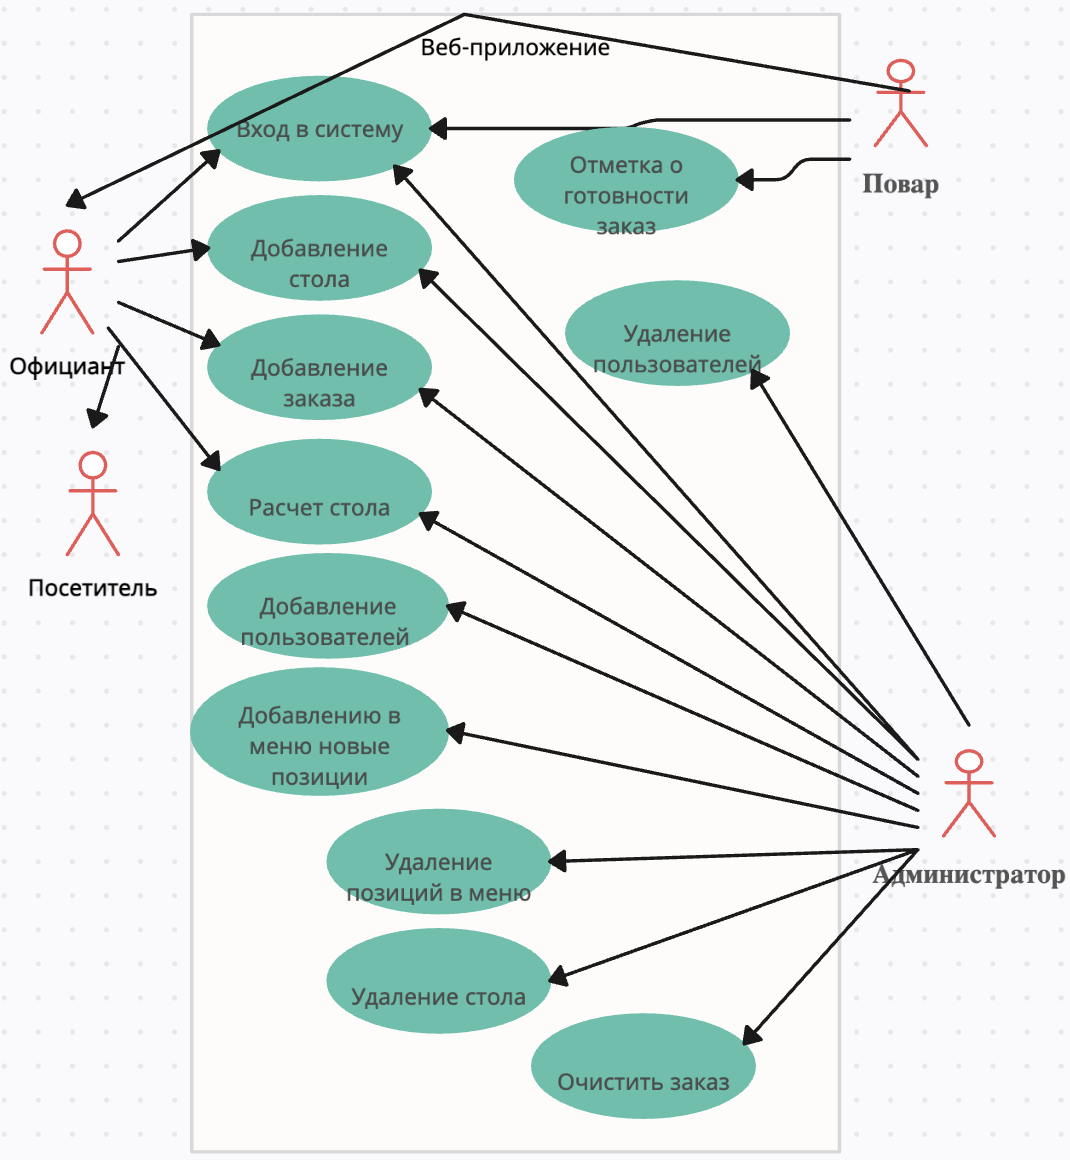 Веб-приложение
Вход в систему
Отметка о
готовности
заказ
Повар
Добавление
стола
Удаление
пользователей
Официант
Добавление
заказа
Расчет стола
Посетитель
Добавление
пользователей
Добавлению в
меню новые
позиции
Удаление
позиций в меню
Администратор
Удаление стола
Очистить заказ